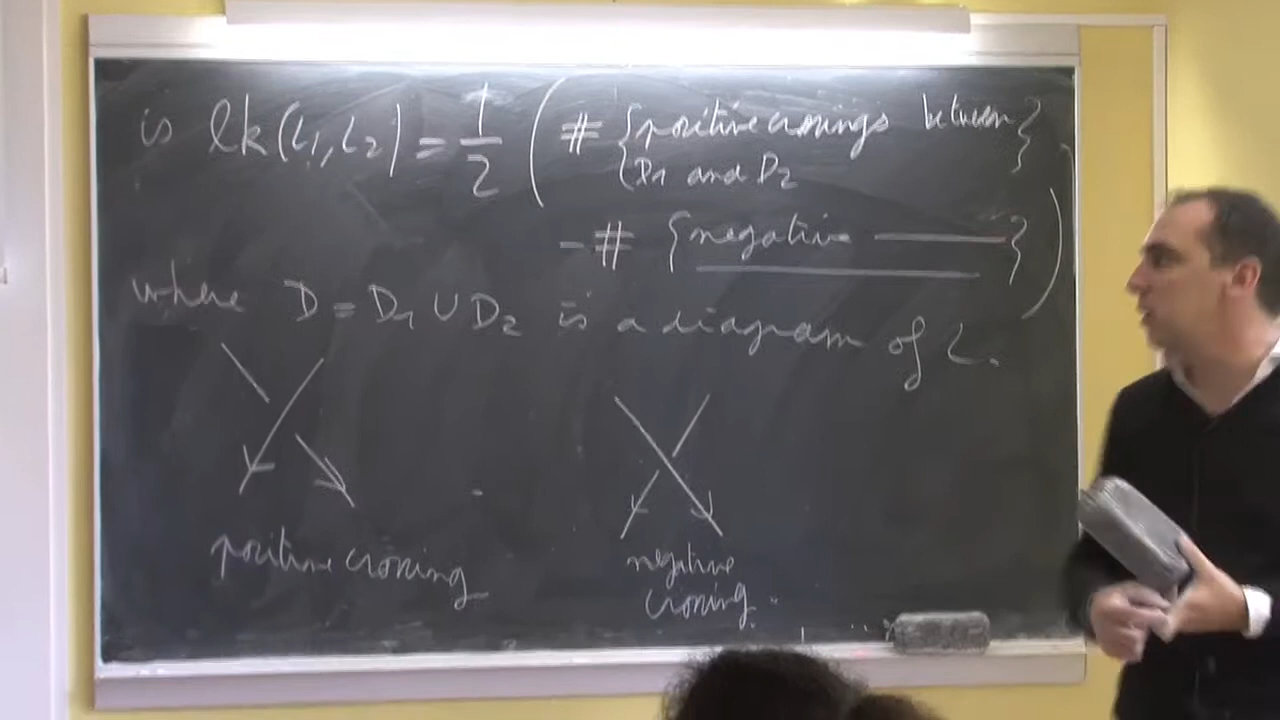 is lk(L1, L2) = 1/2 ( # { positive crossings between
D1 and D2 }
- # { negative ——— } )
where D = D1 ∪ D2 is a diagram of L.
positive crossing
negative
crossing.